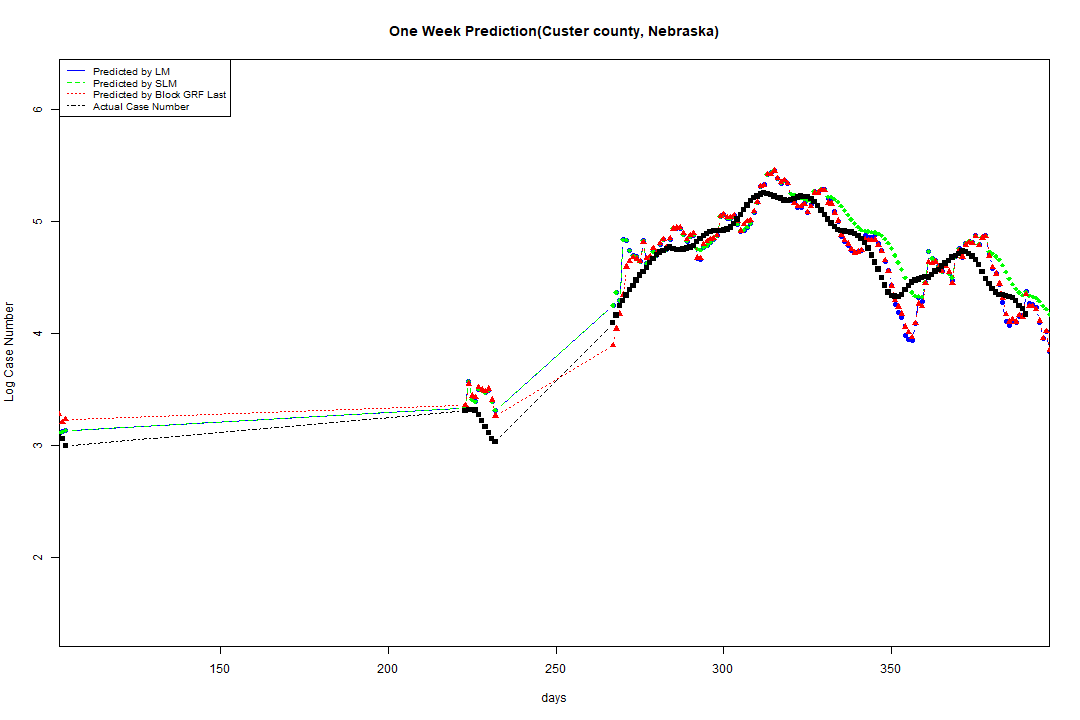 One Week Prediction(Custer county, Nebraska)
Predicted by LM
Predicted by SLM
Predicted by Block GRF Last
Actual Case Number
Log Case Number
6
5
4
3
2
150
200
250
300
350
days